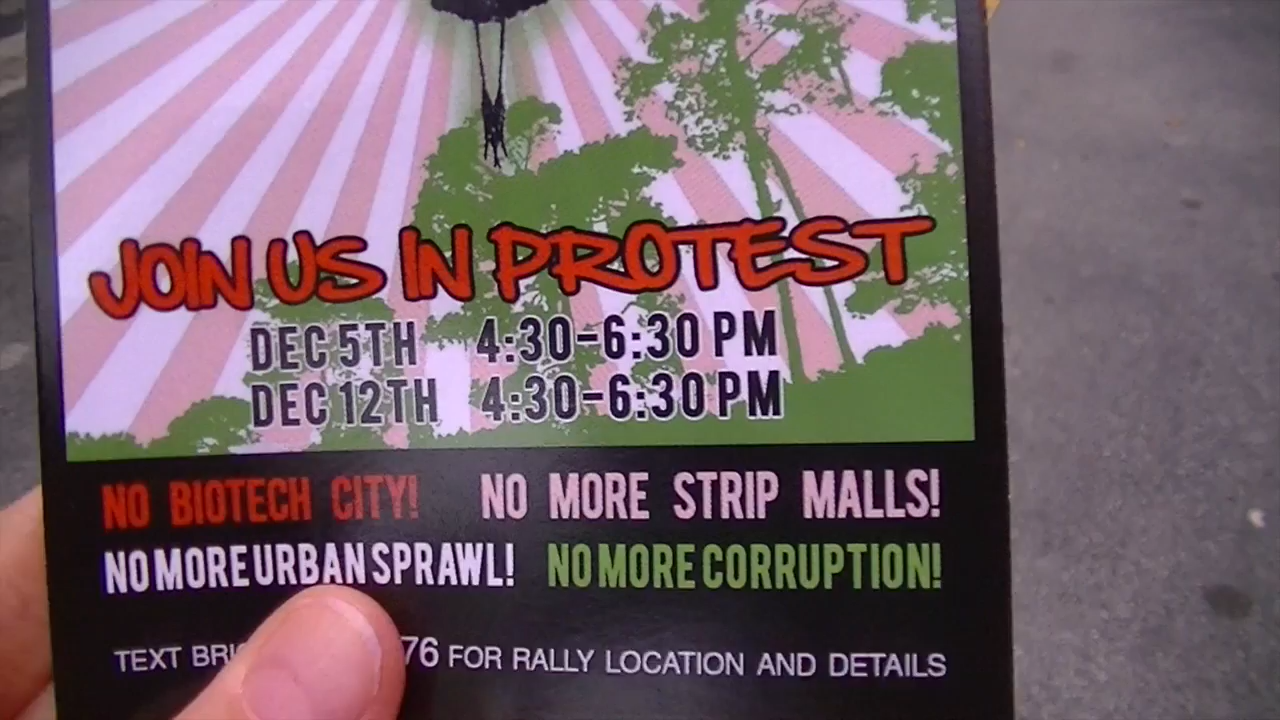 JOIN US IN PROTEST
DEC 5TH 4:30-6:30 PM
DEC 12TH 4:30-6:30 PM
NO BIOTECH CITY! NO MORE STRIP MALLS!
NO MORE URBAN SPRAWL! NO MORE CORRUPTION!
TEXT 76 FOR RALLY LOCATION AND DETAILS